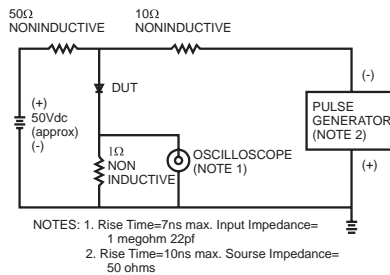 50Ω
NONINDUCTIVE
10Ω
NONINDUCTIVE
(+)
50Vdc
(approx)
(-)
DUT
1Ω
NON
INDUCTIVE
OSCILLOSCOPE
(NOTE 1)
(-)
PULSE
GENERATOR
(NOTE 2)
(+)
NOTES: 1. Rise Time=7ns max. Input Impedance=
1 megohm 22pf
2. Rise Time=10ns max. Sourse Impedance=
50 ohms